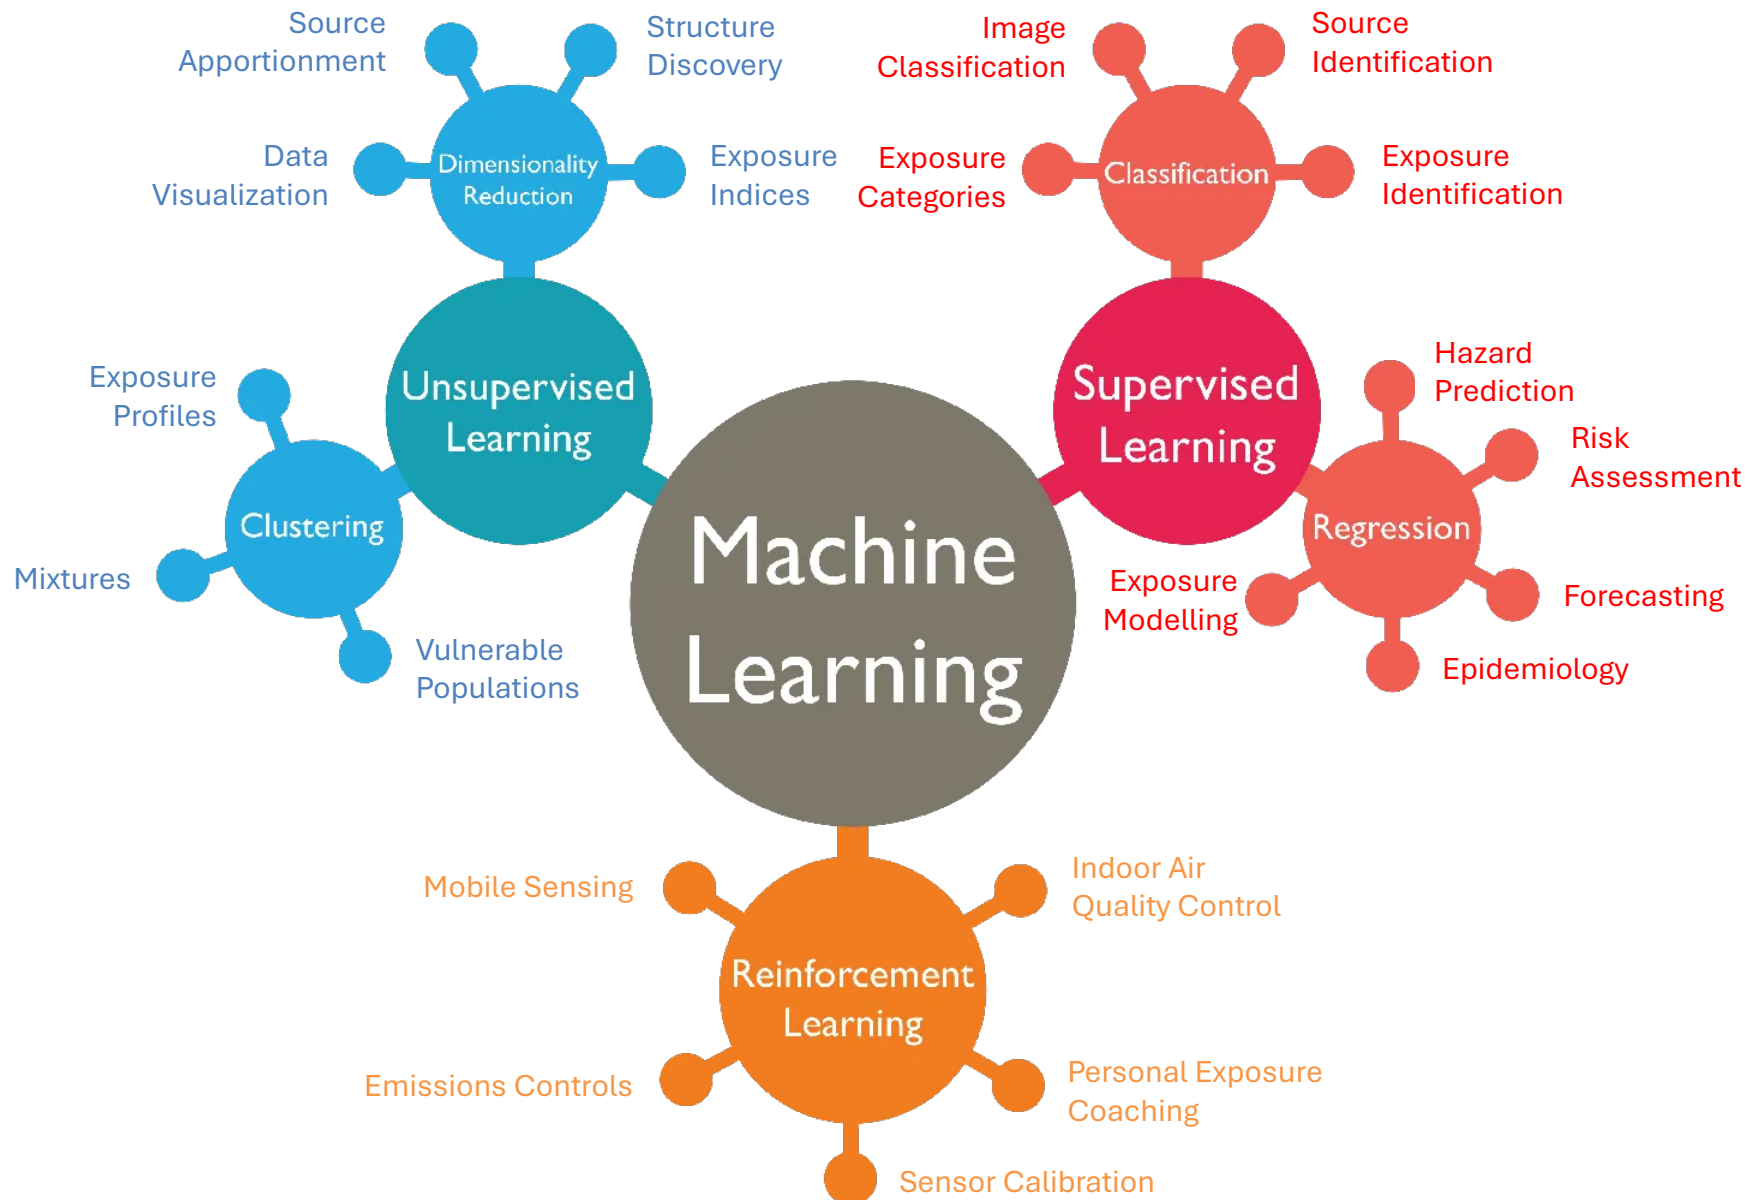 Source
Apportionment
Structure
Discovery
Data
Visualization
Dimensionality
Reduction
Exposure
Indices
Image
Classification
Source
Identification
Exposure
Categories
Classification
Exposure
Identification
Unsupervised
Learning
Exposure
Profiles
Clustering
Mixtures
Vulnerable
Populations
Supervised
Learning
Hazard
Prediction
Risk
Assessment
Regression
Exposure
Modelling
Forecasting
Epidemiology
Machine
Learning
Mobile Sensing
Indoor Air
Quality Control
Reinforcement
Learning
Emissions Controls
Personal Exposure
Coaching
Sensor Calibration